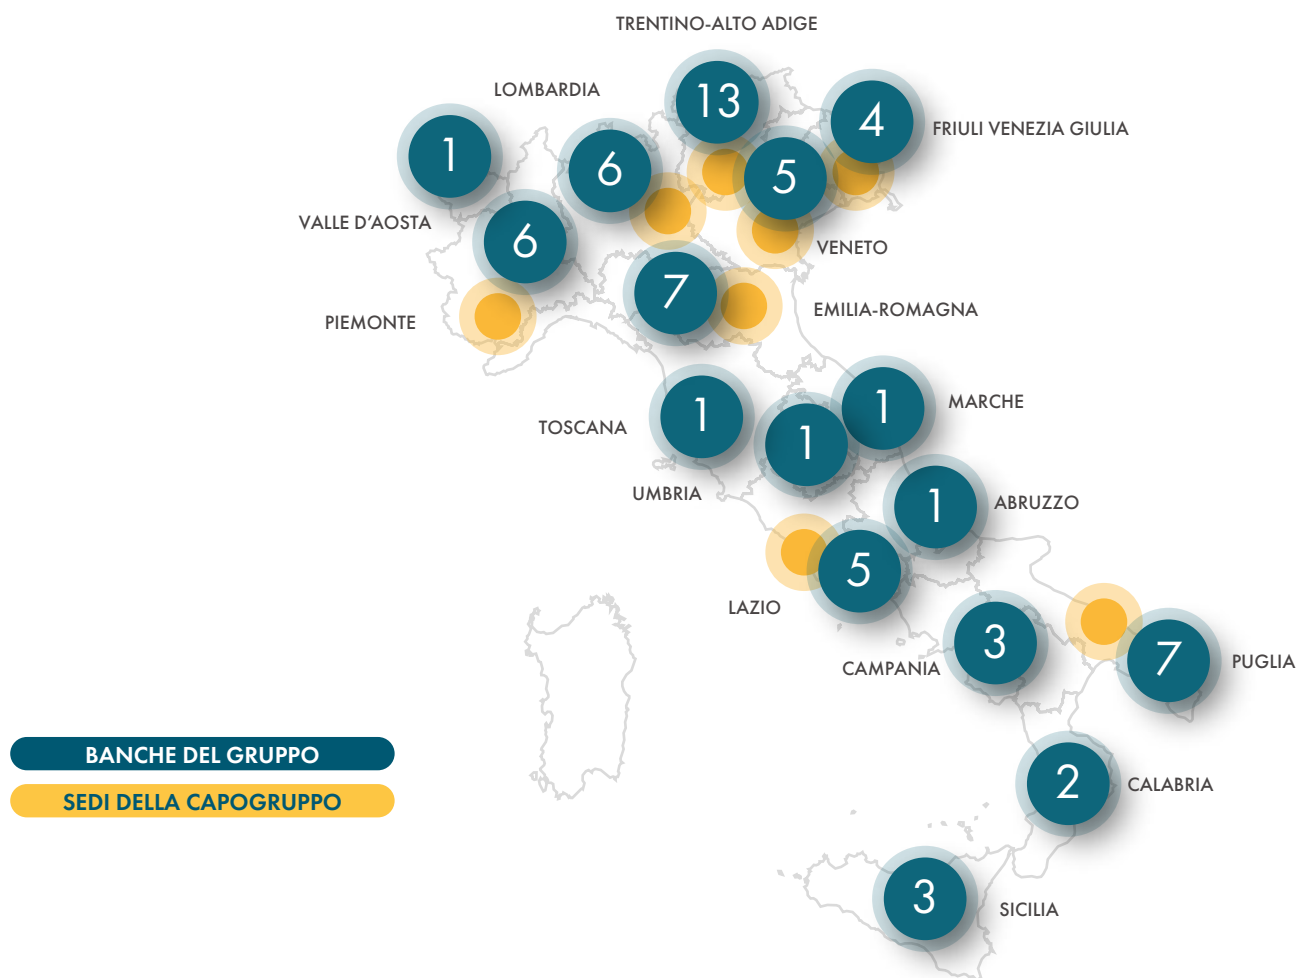 TRENTINO-ALTO ADIGE
LOMBARDIA
13
4
FRIULI VENEZIA GIULIA
1
6
5
VALLE D'AOSTA
6
VENETO
7
EMILIA-ROMAGNA
PIEMONTE
1
1
MARCHE
TOSCANA
1
UMBRIA
1
ABRUZZO
5
LAZIO
3
CAMPANIA
7
PUGLIA
BANCHE DEL GRUPPO
SEDI DELLA CAPOGRUPPO
2
CALABRIA
3
SICILIA